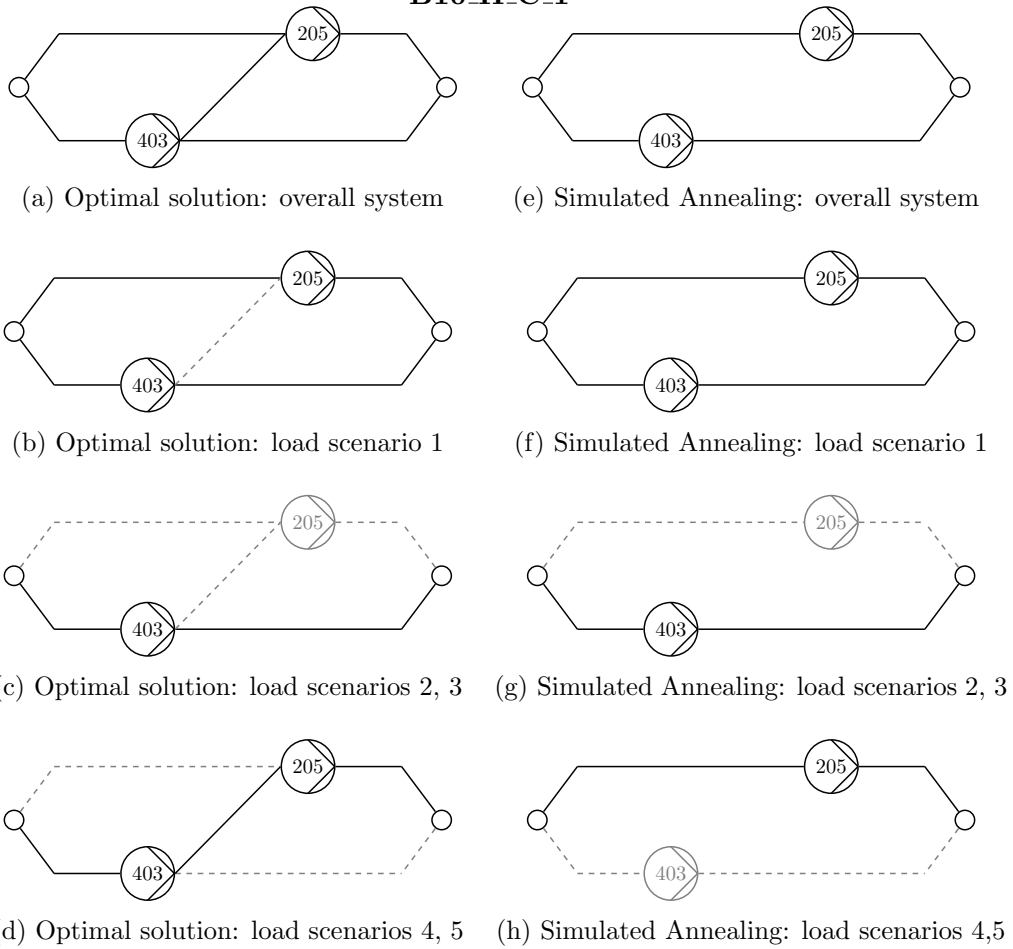 205
403
(a) Optimal solution: overall system
205
403
(e) Simulated Annealing: overall system
205
403
(b) Optimal solution: load scenario 1
205
403
(f) Simulated Annealing: load scenario 1
205
403
c) Optimal solution: load scenarios 2, 3
205
403
(g) Simulated Annealing: load scenarios 2, 3
205
403
d) Optimal solution: load scenarios 4, 5
205
403
(h) Simulated Annealing: load scenarios 4,5